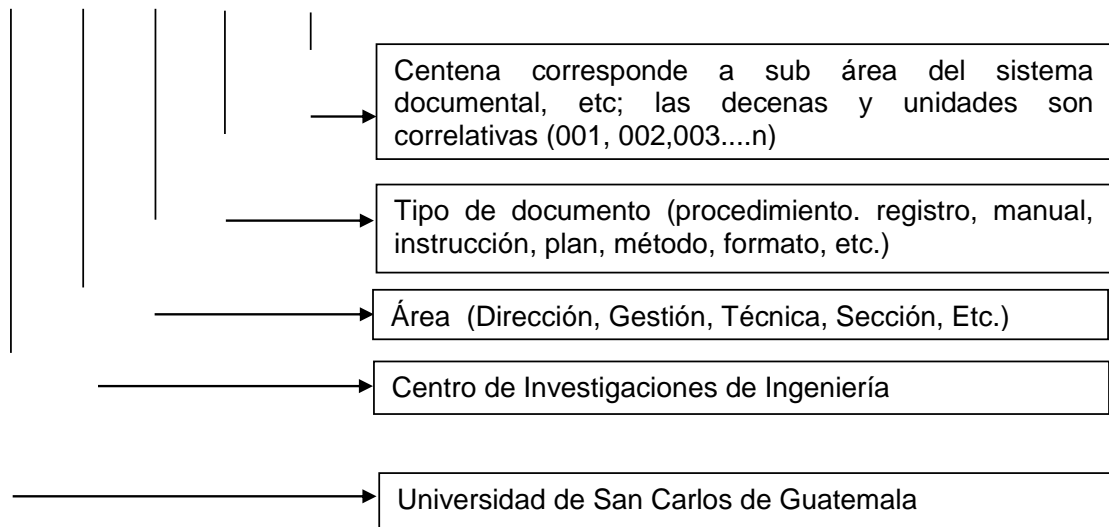 Centena corresponde a sub área del sistema
documental, etc; las decenas y unidades son
correlativas (001, 002,003....n)
Tipo de documento (procedimiento. registro, manual,
instrucción, plan, método, formato, etc.)
Área (Dirección, Gestión, Técnica, Sección, Etc.)
Centro de Investigaciones de Ingeniería
Universidad de San Carlos de Guatemala